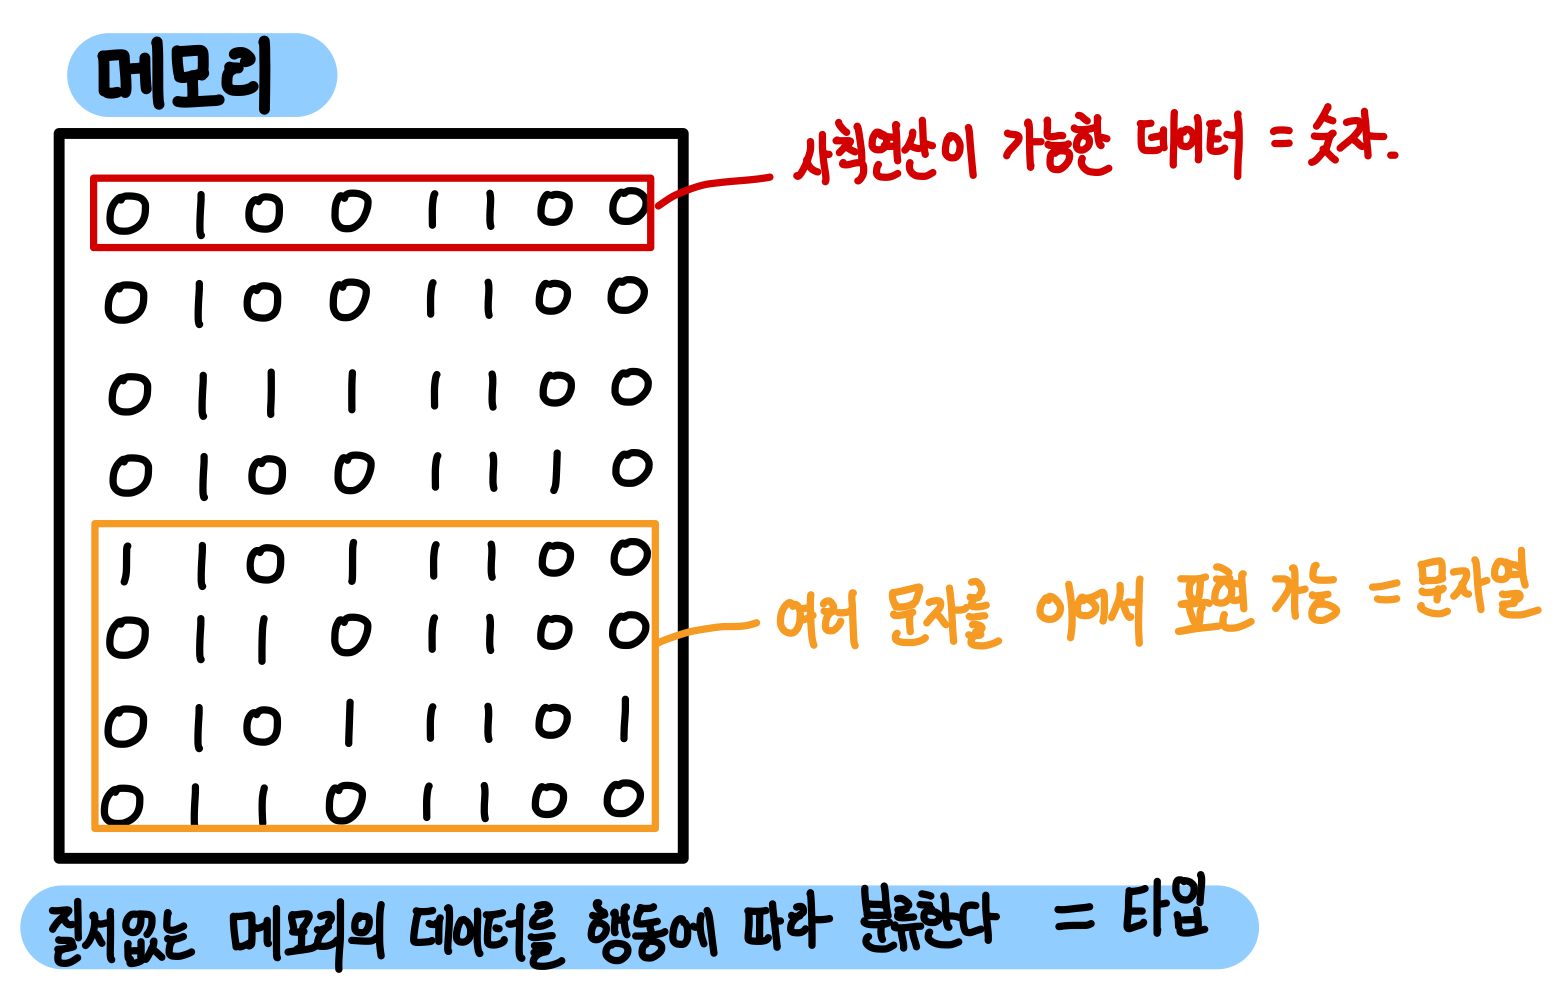 메모리
사칙연산이 가능한 데이터 = 숫자.
0 1 0 0 1 1 0 0
0 1 0 0 1 1 0 0
0 1 1 1 1 1 0 0
0 1 0 0 1 1 1 0
1 1 0 1 1 1 0 0
여러 문자를 이어서 표현 가능 = 문자열
0 1 1 0 1 1 0 0
0 1 0 1 1 1 0 1
0 1 1 0 1 1 0 0
질서없는 메모리의 데이터를 행동에 따라 분류한다 = 타입